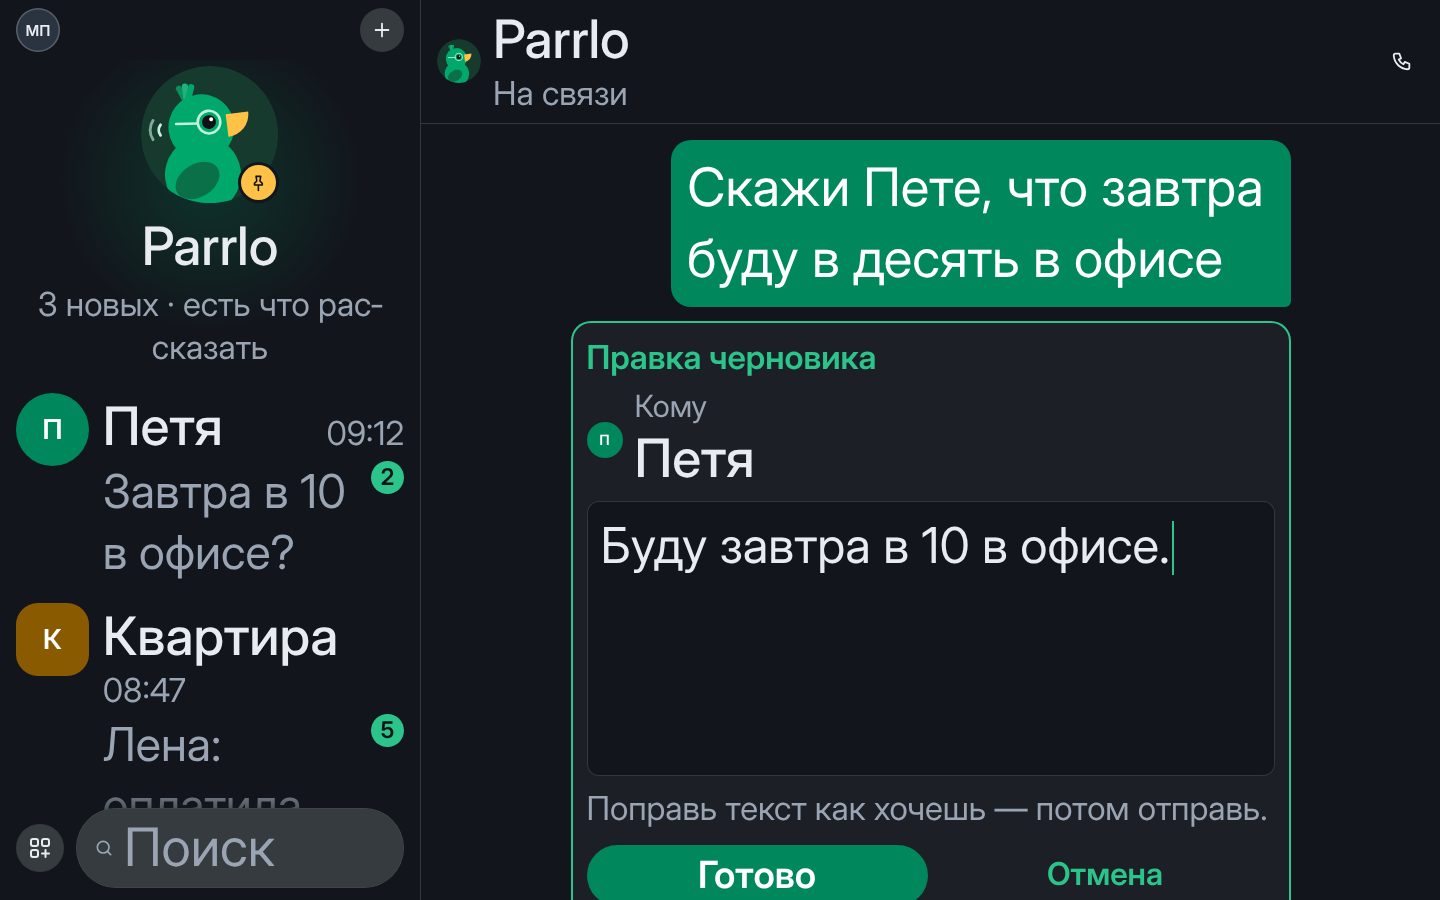 МП
Parrlo
3 новых · есть что рас-
сказать
П
Петя
09:12
Завтра в 10
2
в офисе?
К
Квартира
08:47
Лена:
5
оплатила
Поиск
Parrlo
На связи
Скажи Пете, что завтра
буду в десять в офисе
Правка черновика
Кому
П
Петя
Буду завтра в 10 в офисе.
Поправь текст как хочешь — потом отправь.
Готово
Отмена